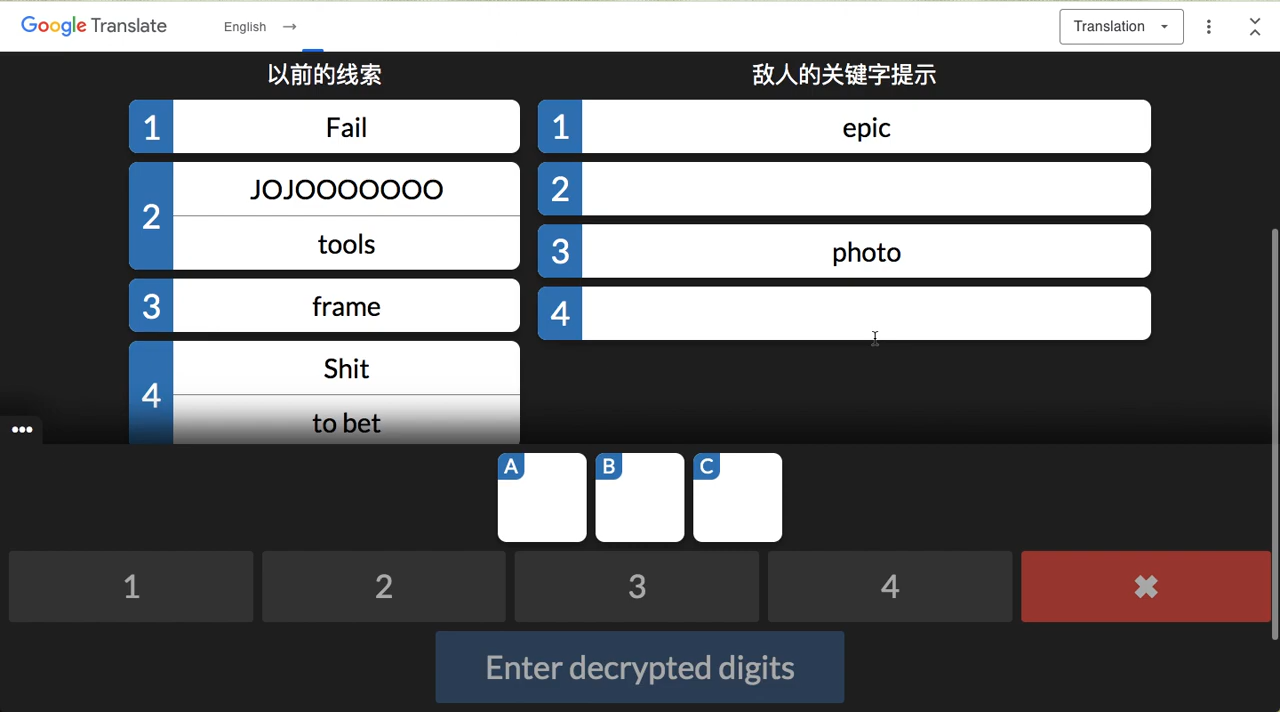 Google Translate
English →
Translation
以前的线索
敌人的关键字提示
1
Fail
2
JOJOOOOOOO
tools
3
frame
4
Shit
to bet
1
epic
2
3
photo
4
•••
A
B
C
1
2
3
4
✖
Enter decrypted digits